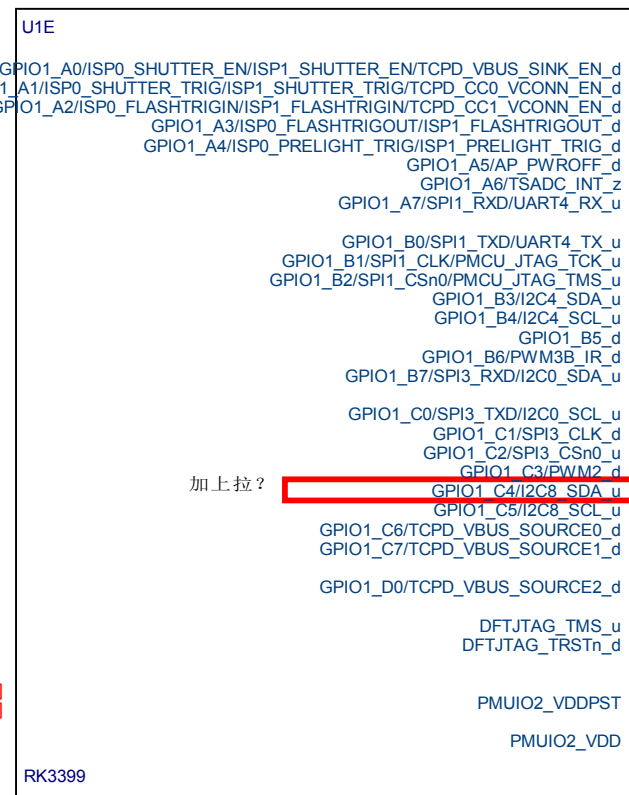 U1E
GPIO1_A0/ISP0_SHUTTER_EN/ISP1_SHUTTER_EN/TCPD_VBUS_SINK_EN_d
1_A1/ISP0_SHUTTER_TRIG/ISP1_SHUTTER_TRIG/TCPD_CC0_VCONN_EN_d
GPIO1_A2/ISP0_FLASHTRIGIN/ISP1_FLASHTRIGIN/TCPD_CC1_VCONN_EN_d
GPIO1_A3/ISP0_FLASHTRIGOUT/ISP1_FLASHTRIGOUT_d
GPIO1_A4/ISP0_PRELIGHT_TRIG/ISP1_PRELIGHT_TRIG_d
GPIO1_A5/AP_PWROFF_d
GPIO1_A6/TSADC_INT_z
GPIO1_A7/SPI1_RXD/UART4_RX_u
GPIO1_B0/SPI1_TXD/UART4_TX_u
GPIO1_B1/SPI1_CLK/PMCU_JTAG_TCK_u
GPIO1_B2/SPI1_CSn0/PMCU_JTAG_TMS_u
GPIO1_B3/I2C4_SDA_u
GPIO1_B4/I2C4_SCL_u
GPIO1_B5_d
GPIO1_B6/PWM3B_IR_d
GPIO1_B7/SPI3_RXD/I2C0_SDA_u
GPIO1_C0/SPI3_TXD/I2C0_SCL_u
GPIO1_C1/SPI3_CLK_d
GPIO1_C2/SPI3_CSn0_u
GPIO1_C3/PWM2_d
加上拉?
GPIO1_C4/I2C8_SDA_u
GPIO1_C5/I2C8_SCL_u
GPIO1_C6/TCPD_VBUS_SOURCE0_d
GPIO1_C7/TCPD_VBUS_SOURCE1_d
GPIO1_D0/TCPD_VBUS_SOURCE2_d
DFTJTAG_TMS_u
DFTJTAG_TRSTn_d
PMUIO2_VDDPST
PMUIO2_VDD
RK3399